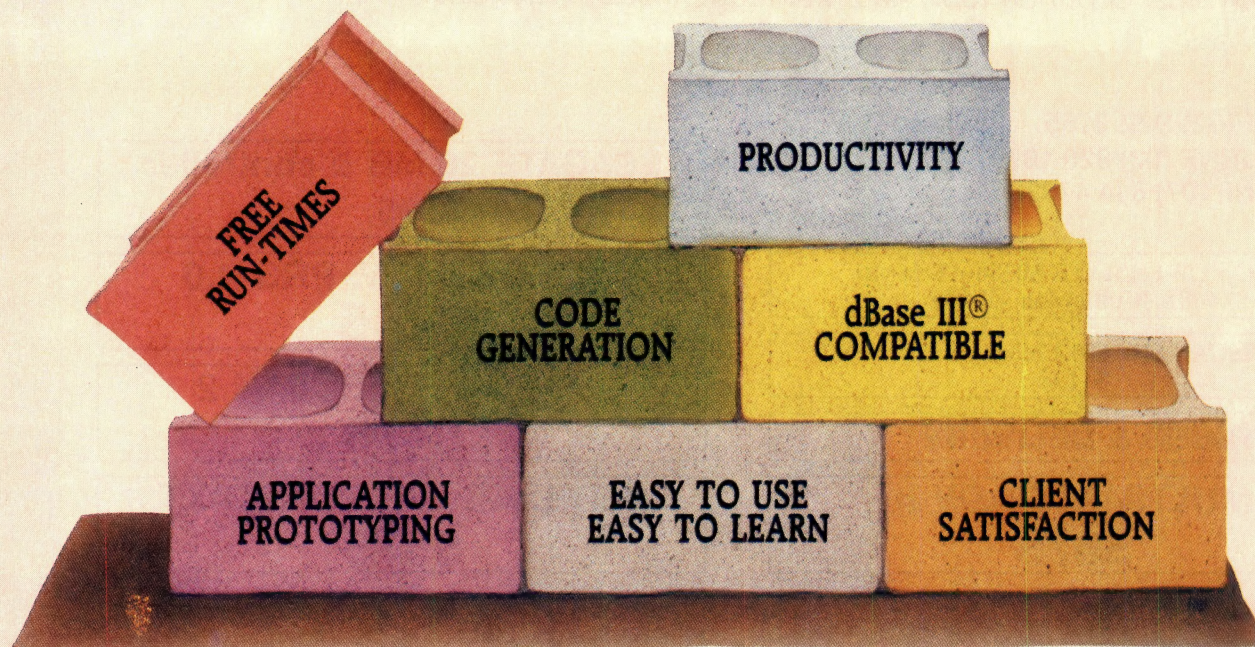 PRODUCTIVITY
FREE
RUN-TIMES
CODE
GENERATION
dBase III®
COMPATIBLE
APPLICATION
PROTOTYPING
EASY TO USE
EASY TO LEARN
CLIENT
SATISFACTION